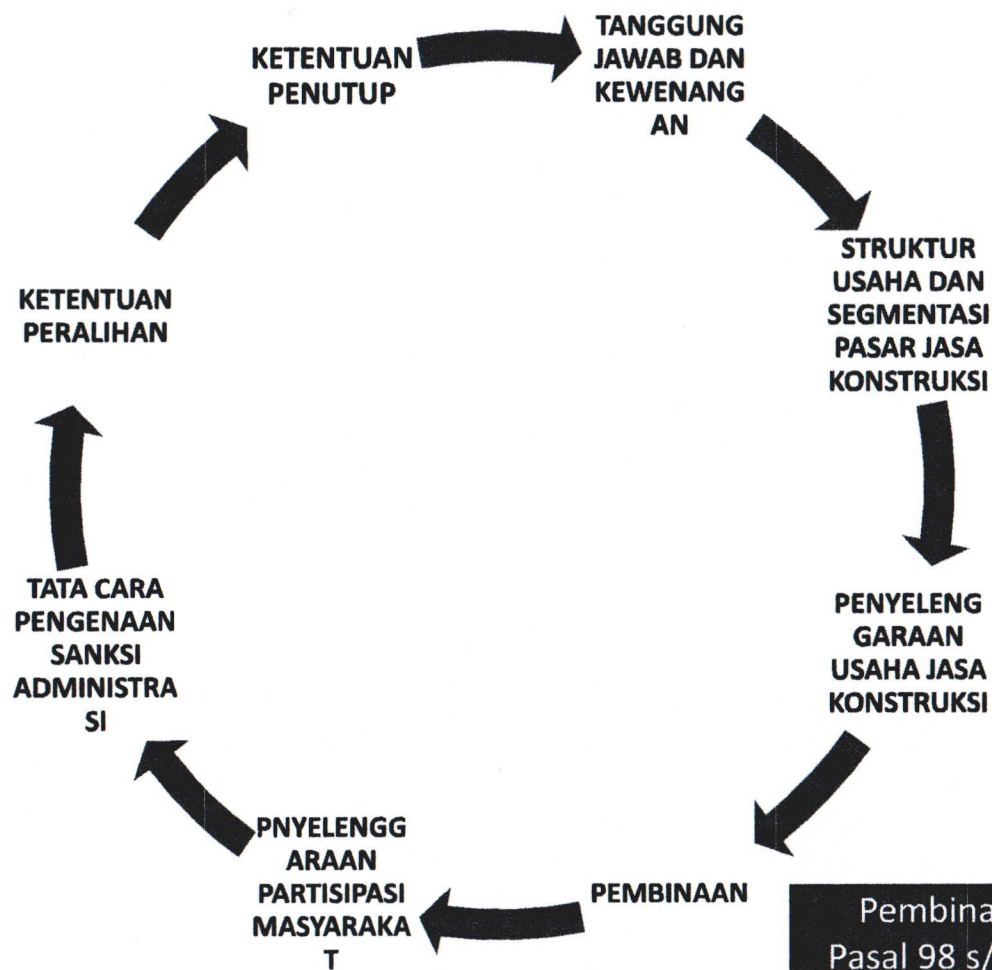 KETENTUAN
PENUTUP
TANGGUNG
JAWAB DAN
KEWENANG
AN
STRUKTUR
USAHA DAN
SEGMENTASI
PASAR JASA
KONSTRUKSI
PENYELENG
GARAAN
USAHA JASA
KONSTRUKSI
PEMBINAAN
PNYELENGG
ARAAN
PARTISIPASI
MASYARAKA
T
TATA CARA
PENGENAAN
SANKSI
ADMINISTRA
SI
KETENTUAN
PERALIHAN
Pembina
Pasal 98 s/